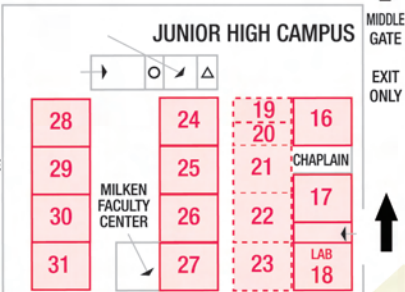 JUNIOR HIGH CAMPUS
MIDDLE
GATE
EXIT
ONLY
28
24
19
20
16
29
25
21
CHAPLAIN
MILKEN
FACULTY
CENTER
30
26
22
17
31
27
23
LAB
18